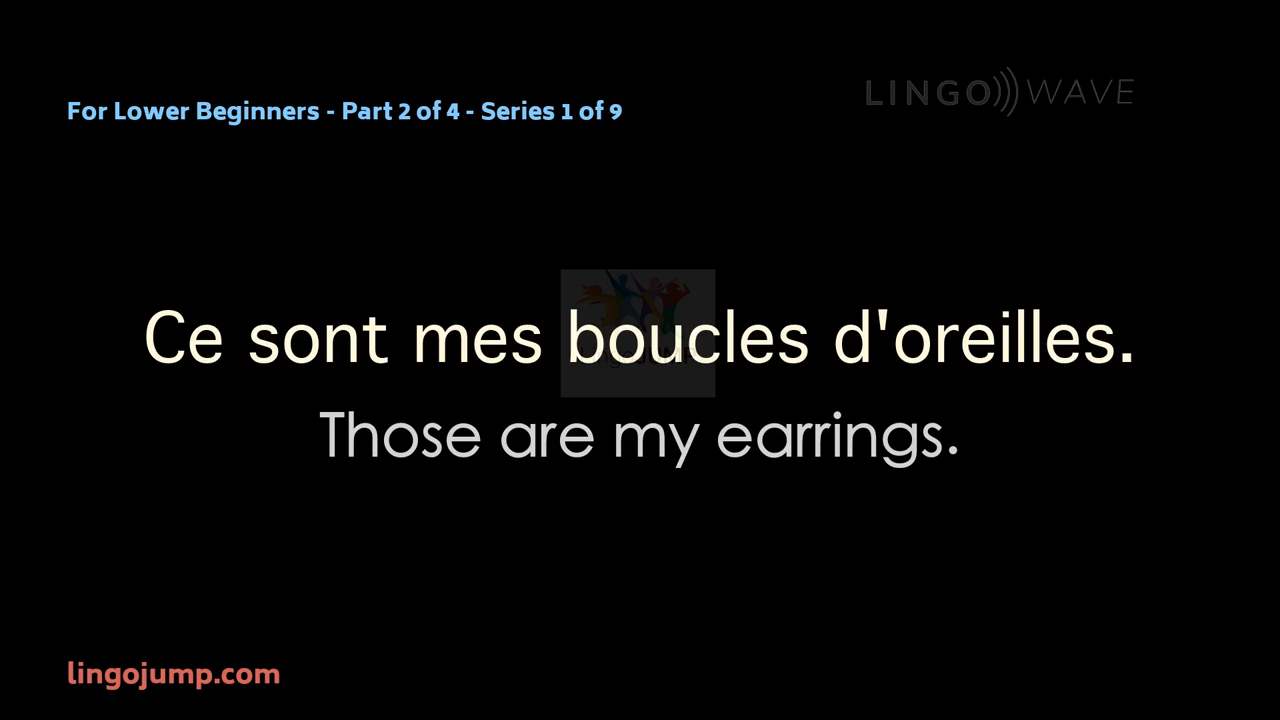 For Lower Beginners - Part 2 of 4 - Series 1 of 9
LINGO WAVE
Ce sont mes boucles d'oreilles.
Those are my earrings.
lingojump.com